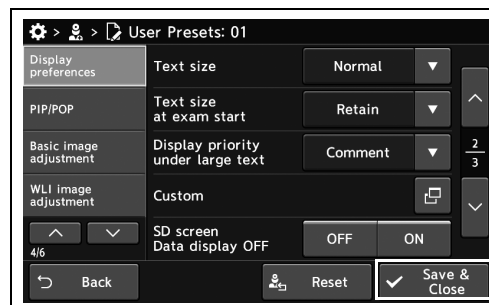 > > User Presets: 01
Display
preferences
PIP/POP
Basic image
adjustment
WLI image
adjustment
4/6
Text size
Normal
Text size
at exam start
Retain
Display priority
under large text
Comment
Custom
SD screen
Data display OFF
OFF
ON
2
3
Back
Reset
Save &
Close